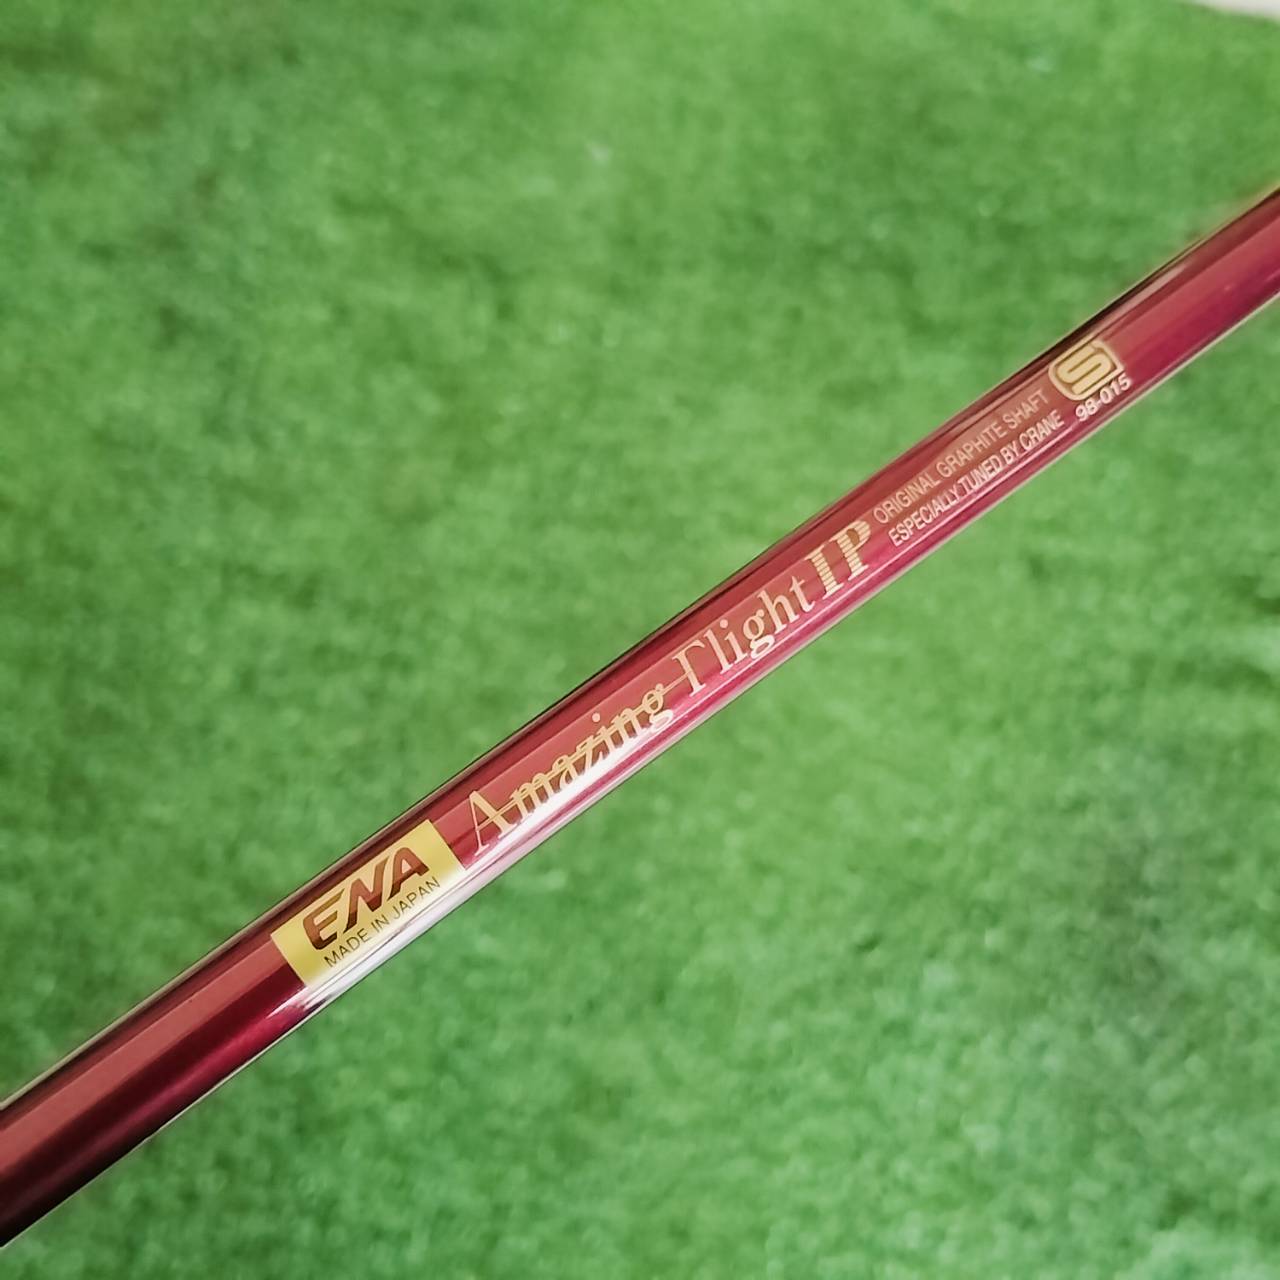 ENA
MADE IN JAPAN
Amazing Flight IP
ORIGINAL GRAPHITE SHAFT
ESPECIALLY TUNED BY CRANE
S
98-015